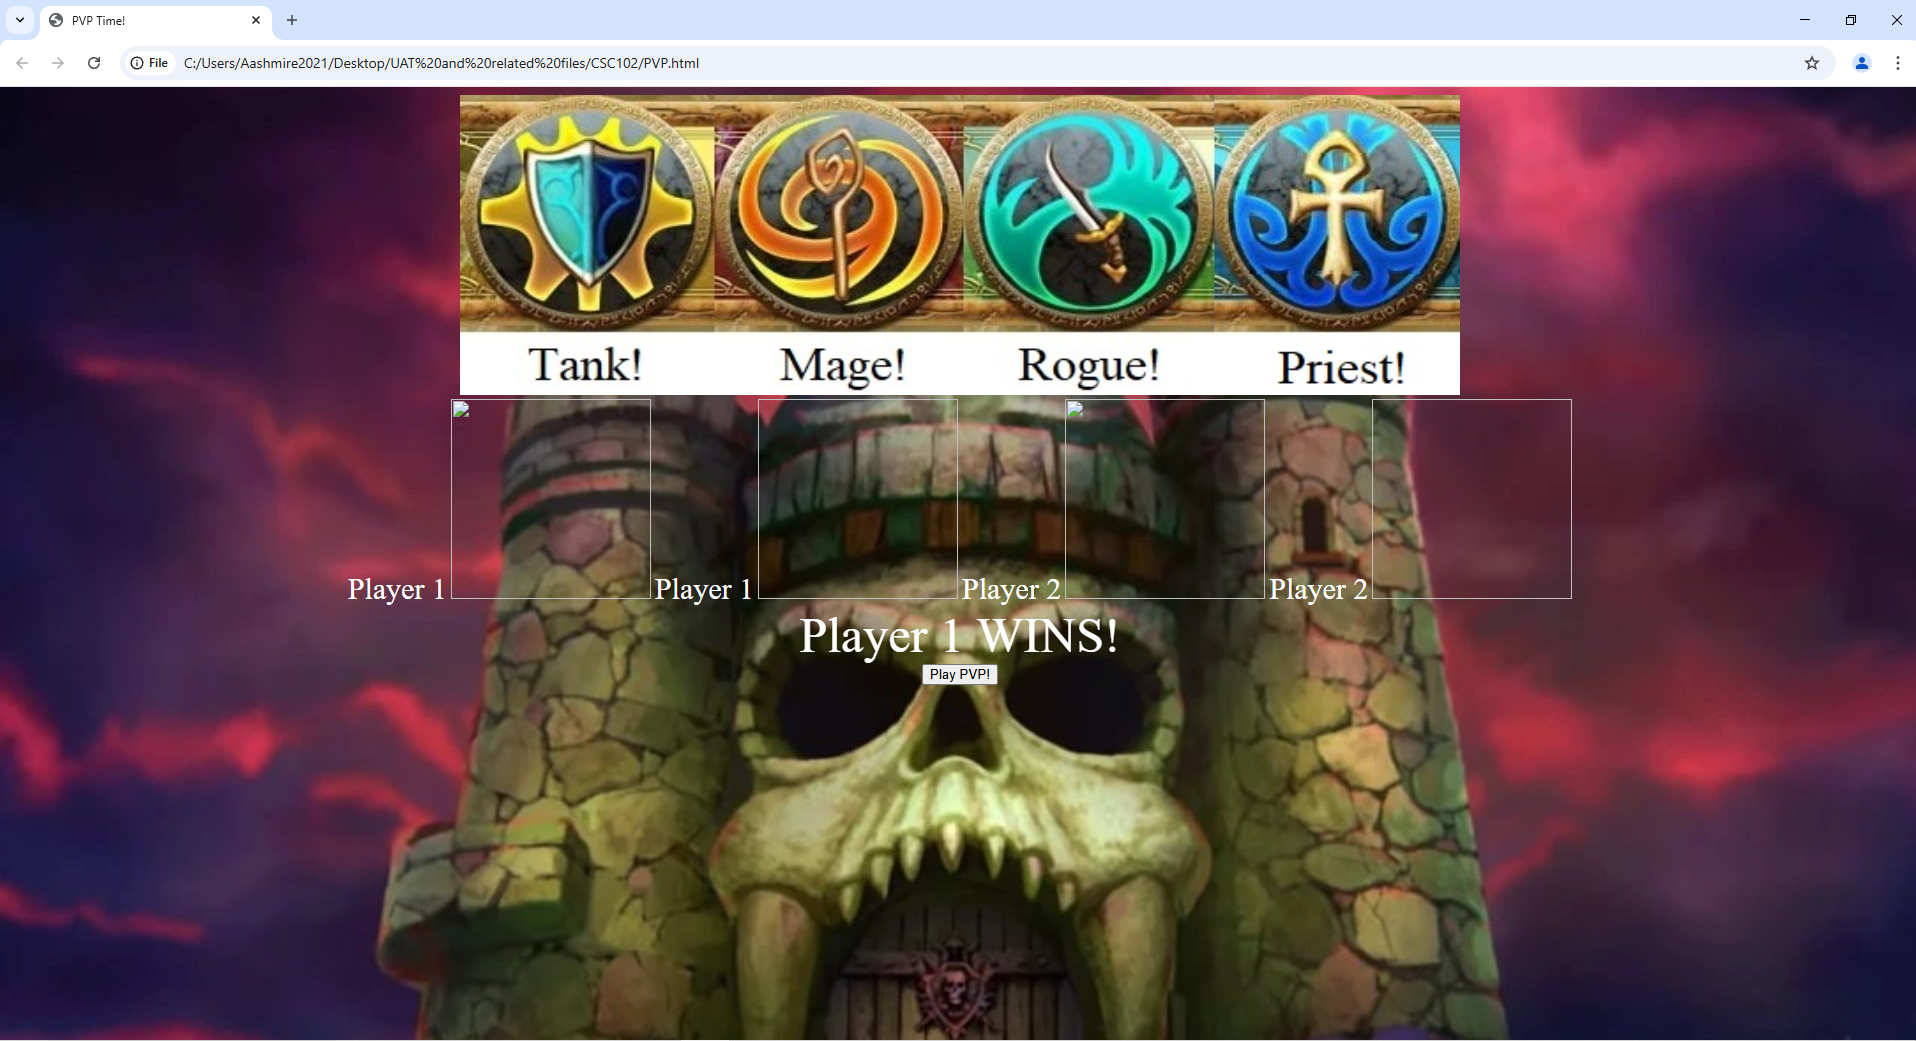 PVP Time!
File C:/Users/Aashmire2021/Desktop/UAT%20and%20related%20files/CSC102/PVP.html
Tank! Mage! Rogue! Priest!
Player 1 Player 1 Player 2 Player 2
Player 1 WINS!
Play PVP!